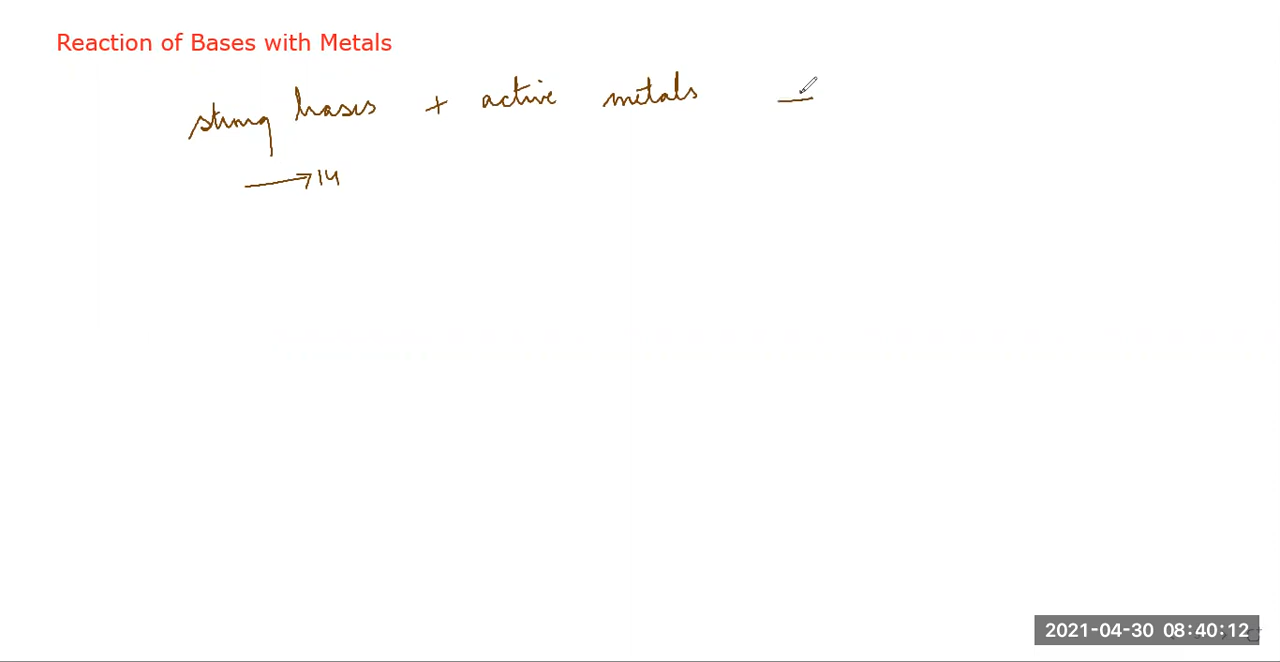 Reaction of Bases with Metals
strong bases + active metals —
→ 14
2021-04-30 08:40:12